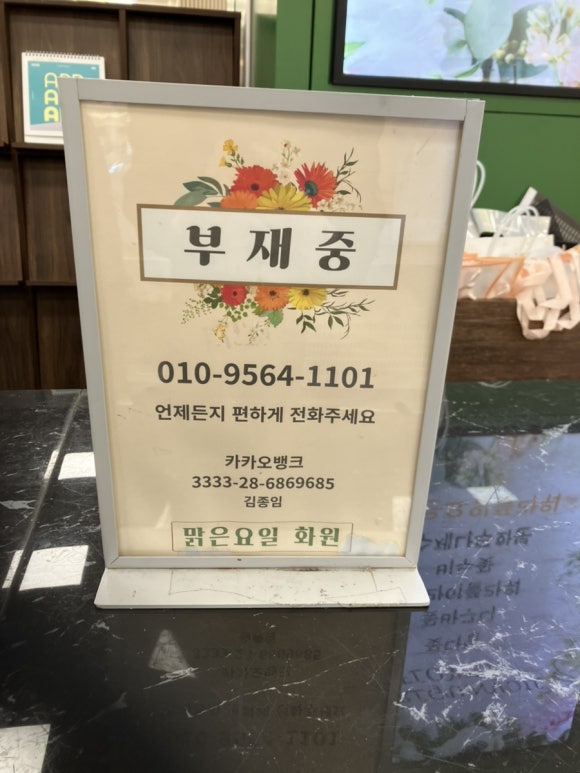 부재중
010-9564-1101
언제든지 편하게 전화주세요
카카오뱅크
3333-28-6869685
김종임
맑은요일 화원